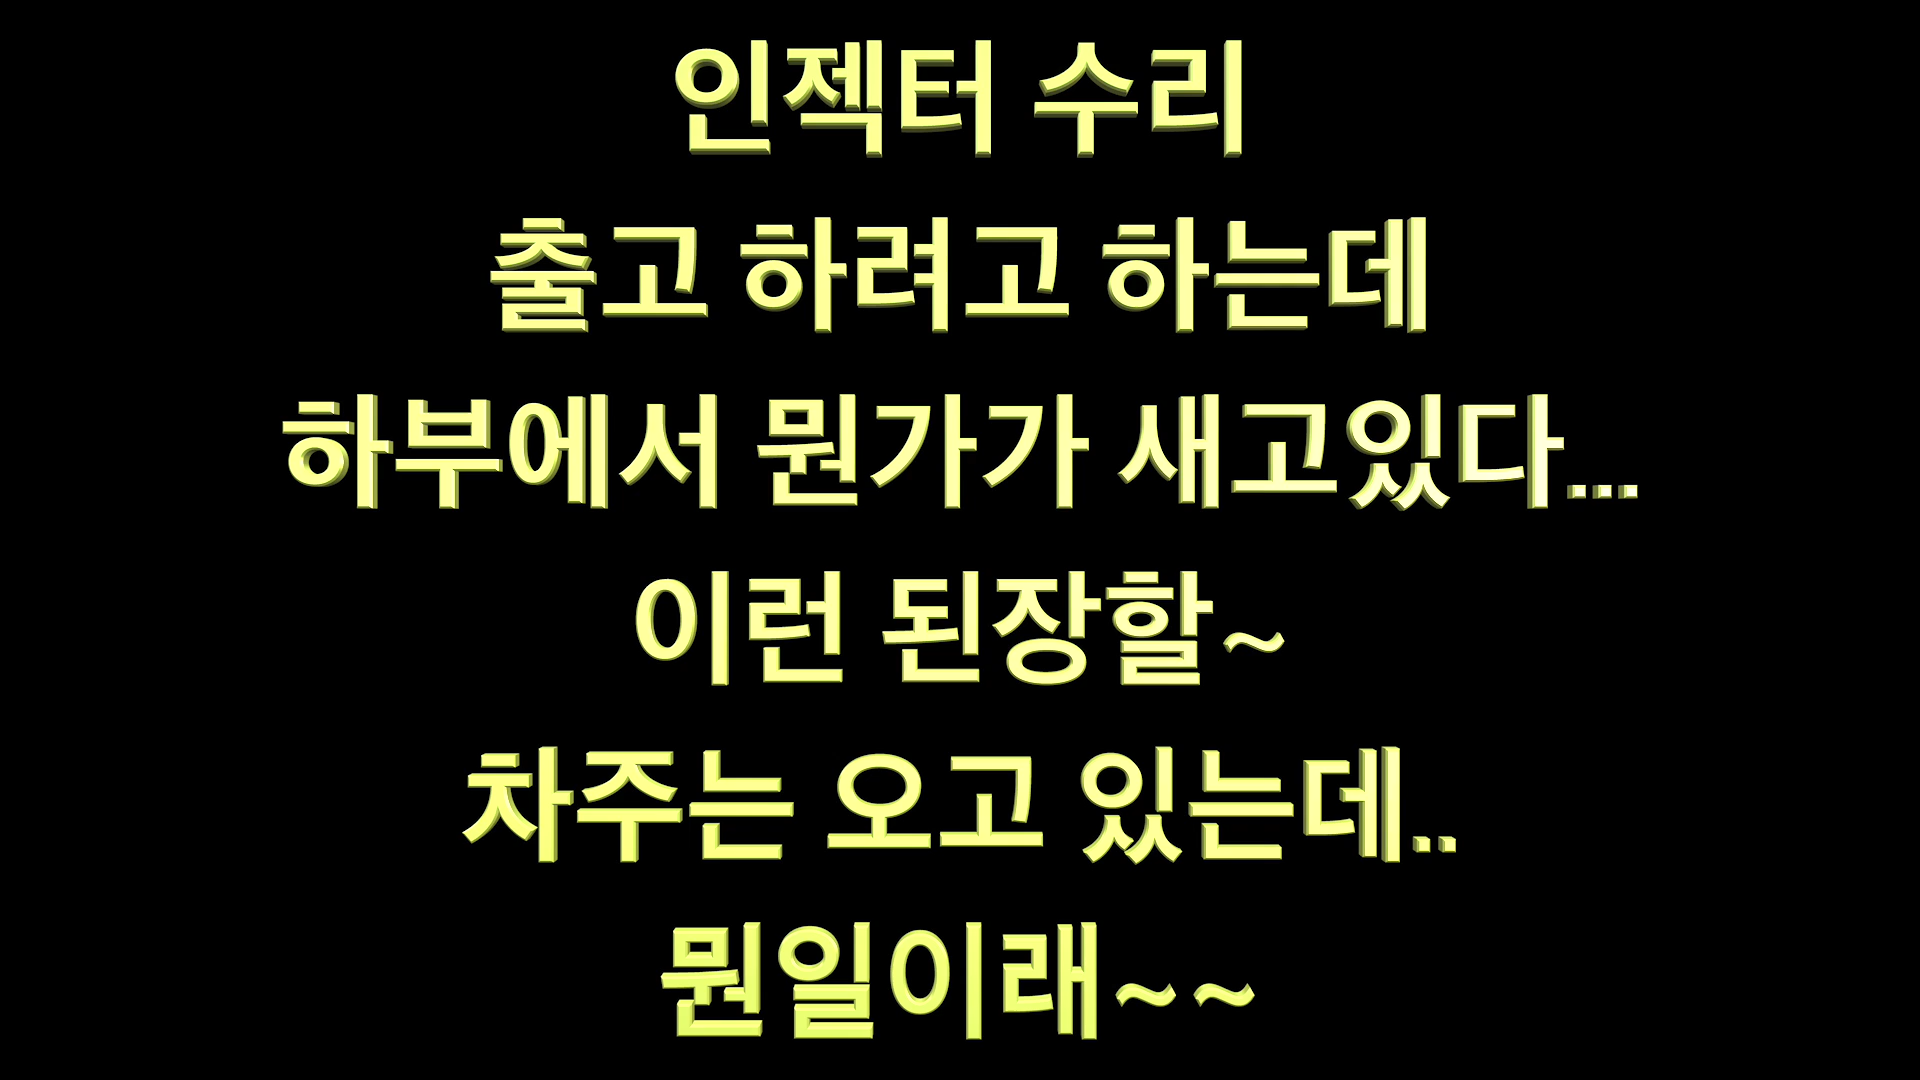 인젝터 수리
출고 하려고 하는데
하부에서 뭔가가 새고있다...
이런 된장할~
차주는 오고 있는데..
뭔일이래~~